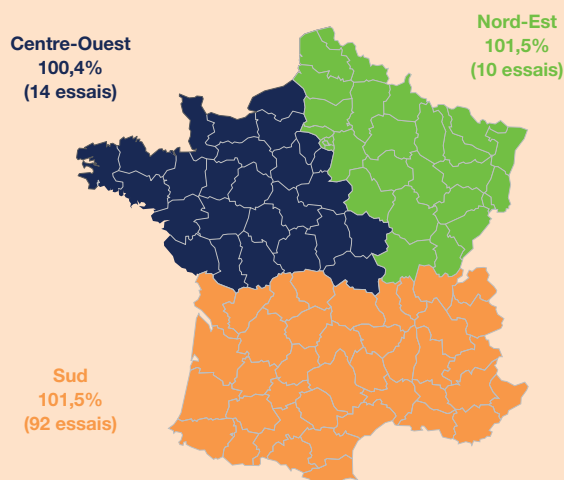 Centre-Ouest
100,4%
(14 essais)
Nord-Est
101,5%
(10 essais)
Sud
101,5%
(92 essais)